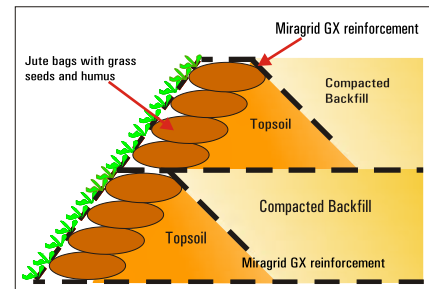 Miragrid GX reinforcement
Jute bags with grass
seeds and humus
Compacted
Backfill
Topsoil
Compacted Backfill
Topsoil
Miragrid GX reinforcement